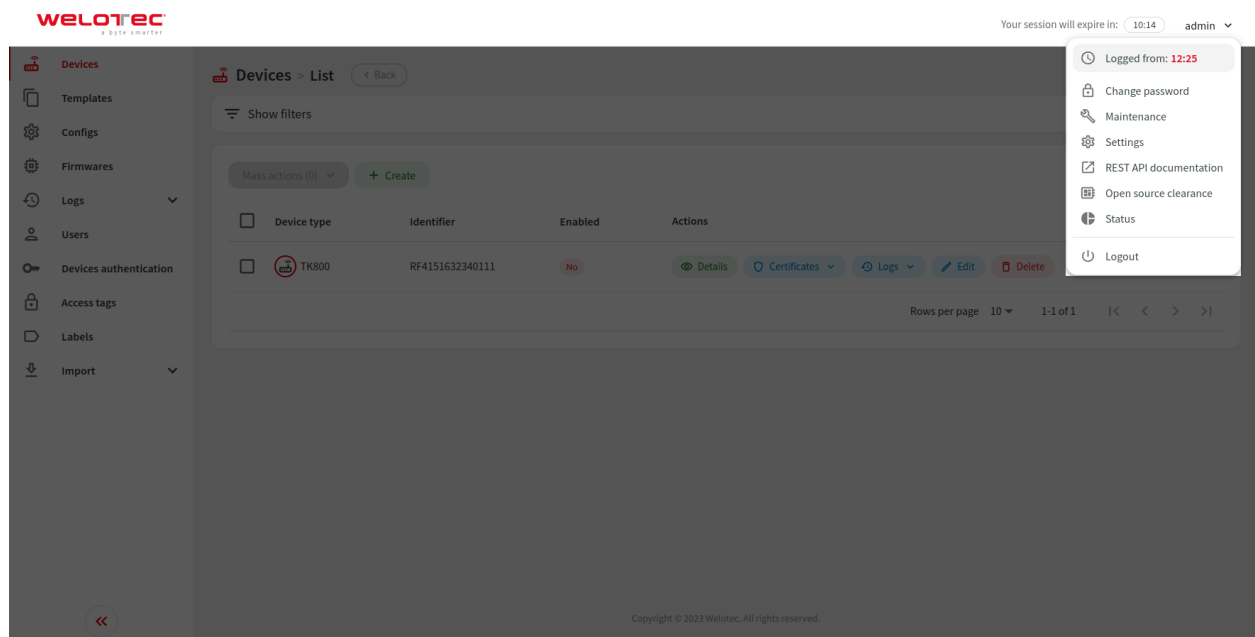 welotec
a byte smarter
Your session will expire in: 10:14 admin
Logged from: 12:25
Change password
Maintenance
Settings
REST API documentation
Open source clearance
Status
Logout
Devices
Templates
Configs
Firmwares
Logs
Users
Devices authentication
Access tags
Labels
Import
Devices > List < Back
Show filters
Mass actions (0) + Create
Device type Identifier Enabled Actions
TK800 RF4151632340111 No Details Certificates Logs Edit Delete
Rows per page 10 1-1 of 1
Copyright © 2023 Welotec. All rights reserved.